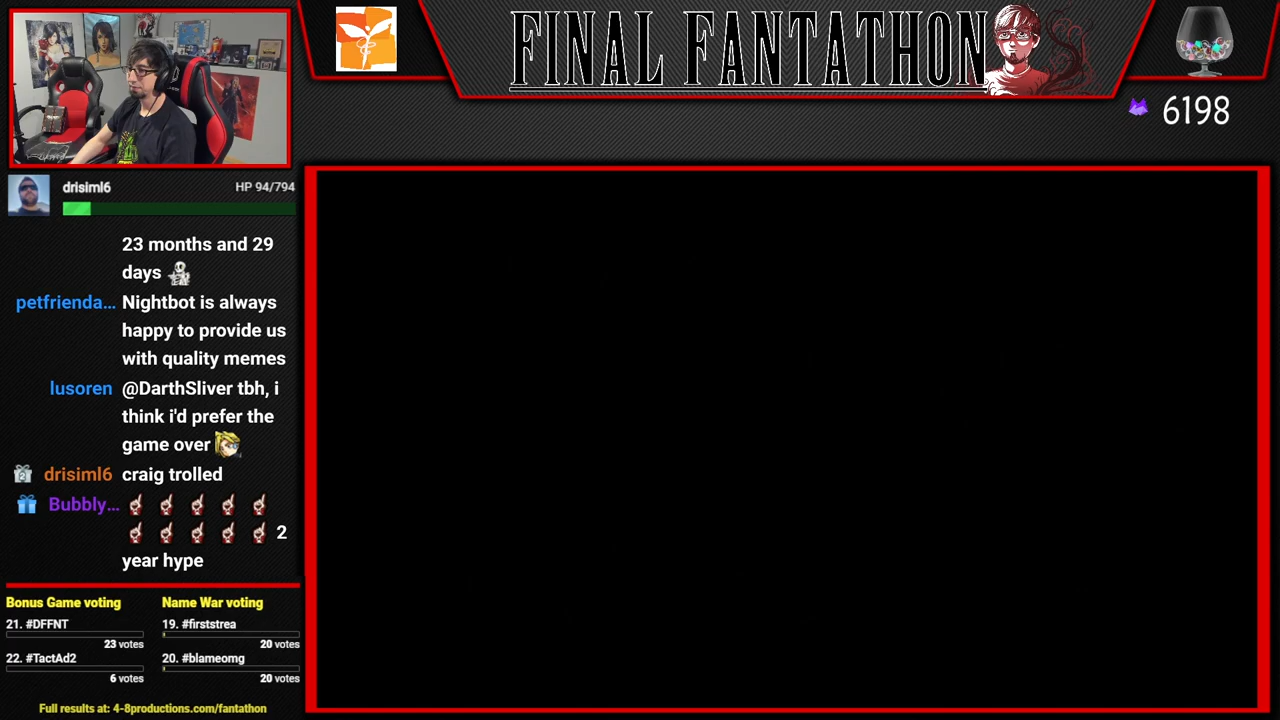 FINAL FANTATHON
6198
drisiml6 HP 94/794
23 months and 29
days
petfrienda... Nightbot is always
happy to provide us
with quality memes
lusoren @DarthSliver tbh, i
think i'd prefer the
game over
2 drisiml6 craig trolled
Bubbly... 2
year hype
Bonus Game voting
21. #DFFNT
23 votes
22. #TactAd2
6 votes
Name War voting
19. #firststrea
20 votes
20. #blameomg
20 votes
Full results at: 4-8productions.com/fantathon